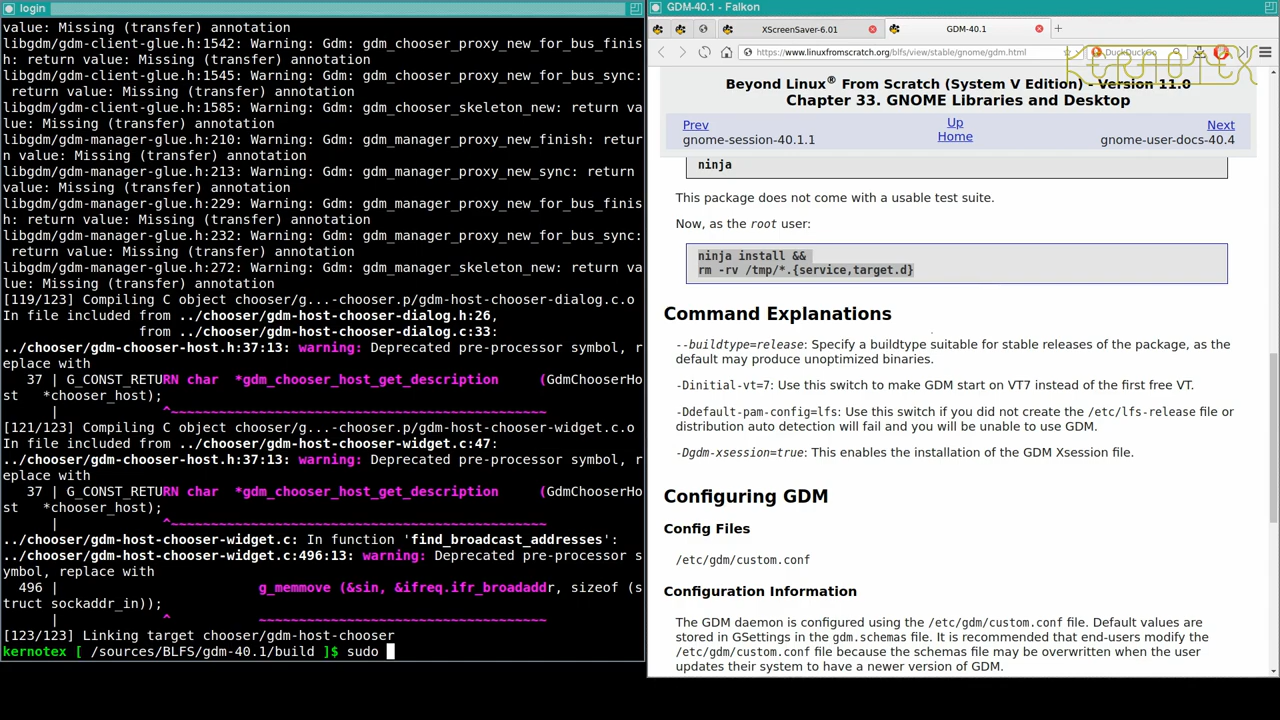 login
value: Missing (transfer) annotation
libgdm/gdm-client-glue.h:1542: Warning: Gdm: gdm_chooser_proxy_new_for_bus_finis
h: return value: Missing (transfer) annotation
libgdm/gdm-client-glue.h:1545: Warning: Gdm: gdm_chooser_proxy_new_for_bus_sync:
return value: Missing (transfer) annotation
libgdm/gdm-client-glue.h:1585: Warning: Gdm: gdm_chooser_skeleton_new: return va
lue: Missing (transfer) annotation
libgdm/gdm-manager-glue.h:210: Warning: Gdm: gdm_manager_proxy_new_finish: retur
n value: Missing (transfer) annotation
libgdm/gdm-manager-glue.h:213: Warning: Gdm: gdm_manager_proxy_new_sync: return
value: Missing (transfer) annotation
libgdm/gdm-manager-glue.h:229: Warning: Gdm: gdm_manager_proxy_new_for_bus_finis
h: return value: Missing (transfer) annotation
libgdm/gdm-manager-glue.h:232: Warning: Gdm: gdm_manager_proxy_new_for_bus_sync:
return value: Missing (transfer) annotation
libgdm/gdm-manager-glue.h:272: Warning: Gdm: gdm_manager_skeleton_new: return va
lue: Missing (transfer) annotation
[119/123] Compiling C object chooser/g...-chooser.p/gdm-host-chooser-dialog.c.o
In file included from ../chooser/gdm-host-chooser-dialog.h:26,
from ../chooser/gdm-host-chooser-dialog.c:33:
../chooser/gdm-chooser-host.h:37:13: warning: Deprecated pre-processor symbol, r
eplace with
37 | G_CONST_RETURN char *gdm_chooser_host_get_description (GdmChooserHo
st *chooser_host);
| ^~~~~~~~~~~~~~~~~~~~~~~~~~~~~~~~~~~~~~~~~~~~~~~~
[121/123] Compiling C object chooser/g...-chooser.p/gdm-host-chooser-widget.c.o
In file included from ../chooser/gdm-host-chooser-widget.c:47:
../chooser/gdm-chooser-host.h:37:13: warning: Deprecated pre-processor symbol, r
eplace with
37 | G_CONST_RETURN char *gdm_chooser_host_get_description (GdmChooserHo
st *chooser_host);
| ^~~~~~~~~~~~~~~~~~~~~~~~~~~~~~~~~~~~~~~~~~~~~~~~
../chooser/gdm-host-chooser-widget.c: In function 'find_broadcast_addresses':
../chooser/gdm-host-chooser-widget.c:496:13: warning: Deprecated pre-processor s
ymbol, replace with
496 | g_memmove (&sin, &ifreq.ifr_broadaddr, sizeof (s
truct sockaddr_in));
| ^ ~~~~~~~~~~~~~~~~~~~~~~~~~~~~~~~~~~~~
[123/123] Linking target chooser/gdm-host-chooser
kernotex [ /sources/BLFS/gdm-40.1/build ]$ sudo
GDM-40.1 - Falkon
XScreenSaver-6.01
GDM-40.1
https://www.linuxfromscratch.org/blfs/view/stable/gnome/gdm.html
DuckDuckGo
KERNOTEX
Beyond Linux® From Scratch (System V Edition) - Version 11.0
Chapter 33. GNOME Libraries and Desktop
Prev Up Next
gnome-session-40.1.1 Home gnome-user-docs-40.4
ninja
This package does not come with a usable test suite.
Now, as the root user:
ninja install &&
rm -rv /tmp/*.{service,target.d}
Command Explanations
--buildtype=release: Specify a buildtype suitable for stable releases of the package, as the
default may produce unoptimized binaries.
-Dinitial-vt=7: Use this switch to make GDM start on VT7 instead of the first free VT.
-Ddefault-pam-config=lfs: Use this switch if you did not create the /etc/lfs-release file or
distribution auto detection will fail and you will be unable to use GDM.
-Dgdm-xsession=true: This enables the installation of the GDM Xsession file.
Configuring GDM
Config Files
/etc/gdm/custom.conf
Configuration Information
The GDM daemon is configured using the /etc/gdm/custom.conf file. Default values are
stored in GSettings in the gdm.schemas file. It is recommended that end-users modify the
/etc/gdm/custom.conf file because the schemas file may be overwritten when the user
updates their system to have a newer version of GDM.